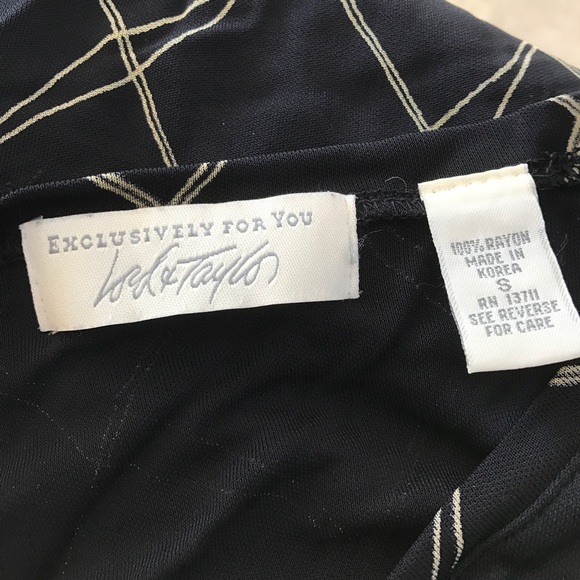 EXCLUSIVELY FOR YOU
Lord & Taylor
100% RAYON
MADE IN
KOREA
S
RN 13711
SEE REVERSE
FOR CARE